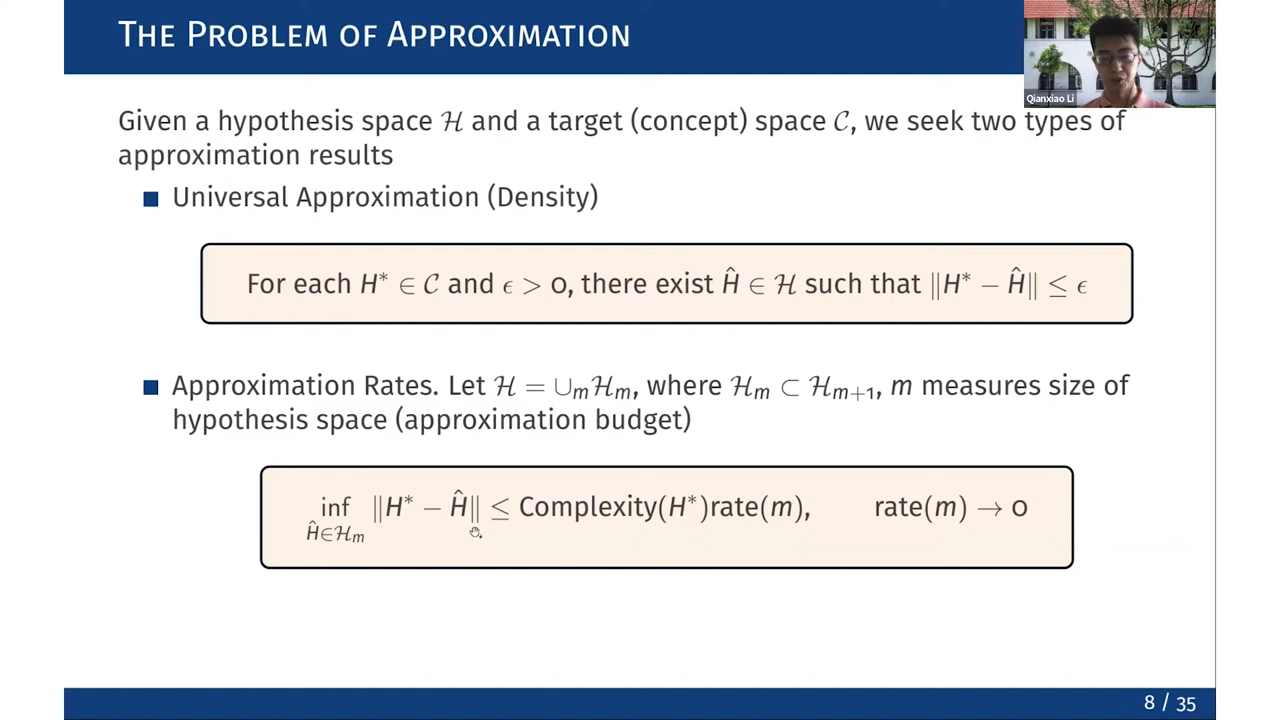 THE PROBLEM OF APPROXIMATION
Qianxiao Li
Given a hypothesis space ℋ and a target (concept) space 𝒞, we seek two types of
approximation results
Universal Approximation (Density)
For each H* ∈ 𝒞 and ϵ > 0, there exist Ĥ ∈ ℋ such that ‖H* − Ĥ‖ ≤ ϵ
Approximation Rates. Let ℋ = ∪ₘℋₘ, where ℋₘ ⊂ ℋₘ₊₁, m measures size of
hypothesis space (approximation budget)
inf ‖H* − Ĥ‖ ≤ Complexity(H*)rate(m), rate(m) → 0
Ĥ∈ℋₘ
8 / 35